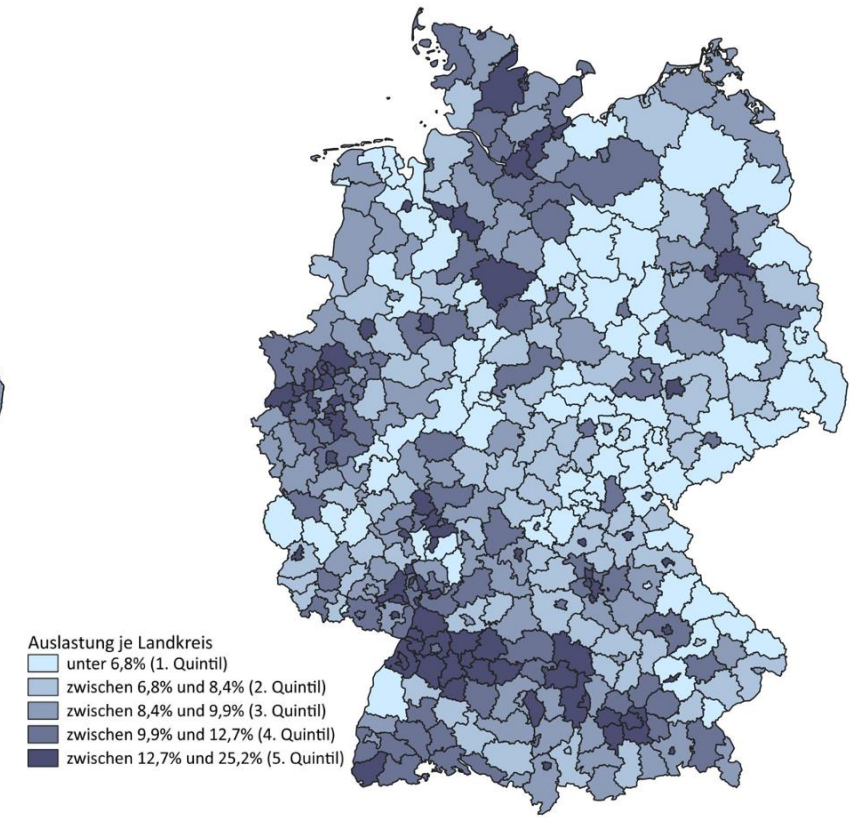 Auslastung je Landkreis
unter 6,8% (1. Quintil)
zwischen 6,8% und 8,4% (2. Quintil)
zwischen 8,4% und 9,9% (3. Quintil)
zwischen 9,9% und 12,7% (4. Quintil)
zwischen 12,7% und 25,2% (5. Quintil)